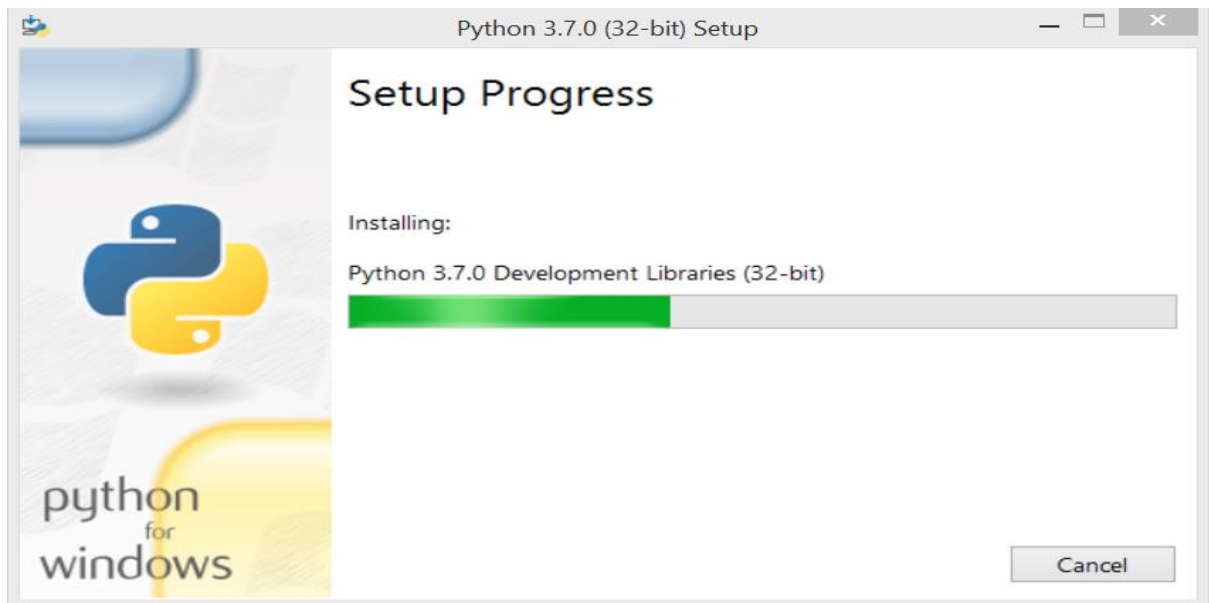 Python 3.7.0 (32-bit) Setup
Setup Progress
Installing:
Python 3.7.0 Development Libraries (32-bit)
python
for
windows
Cancel